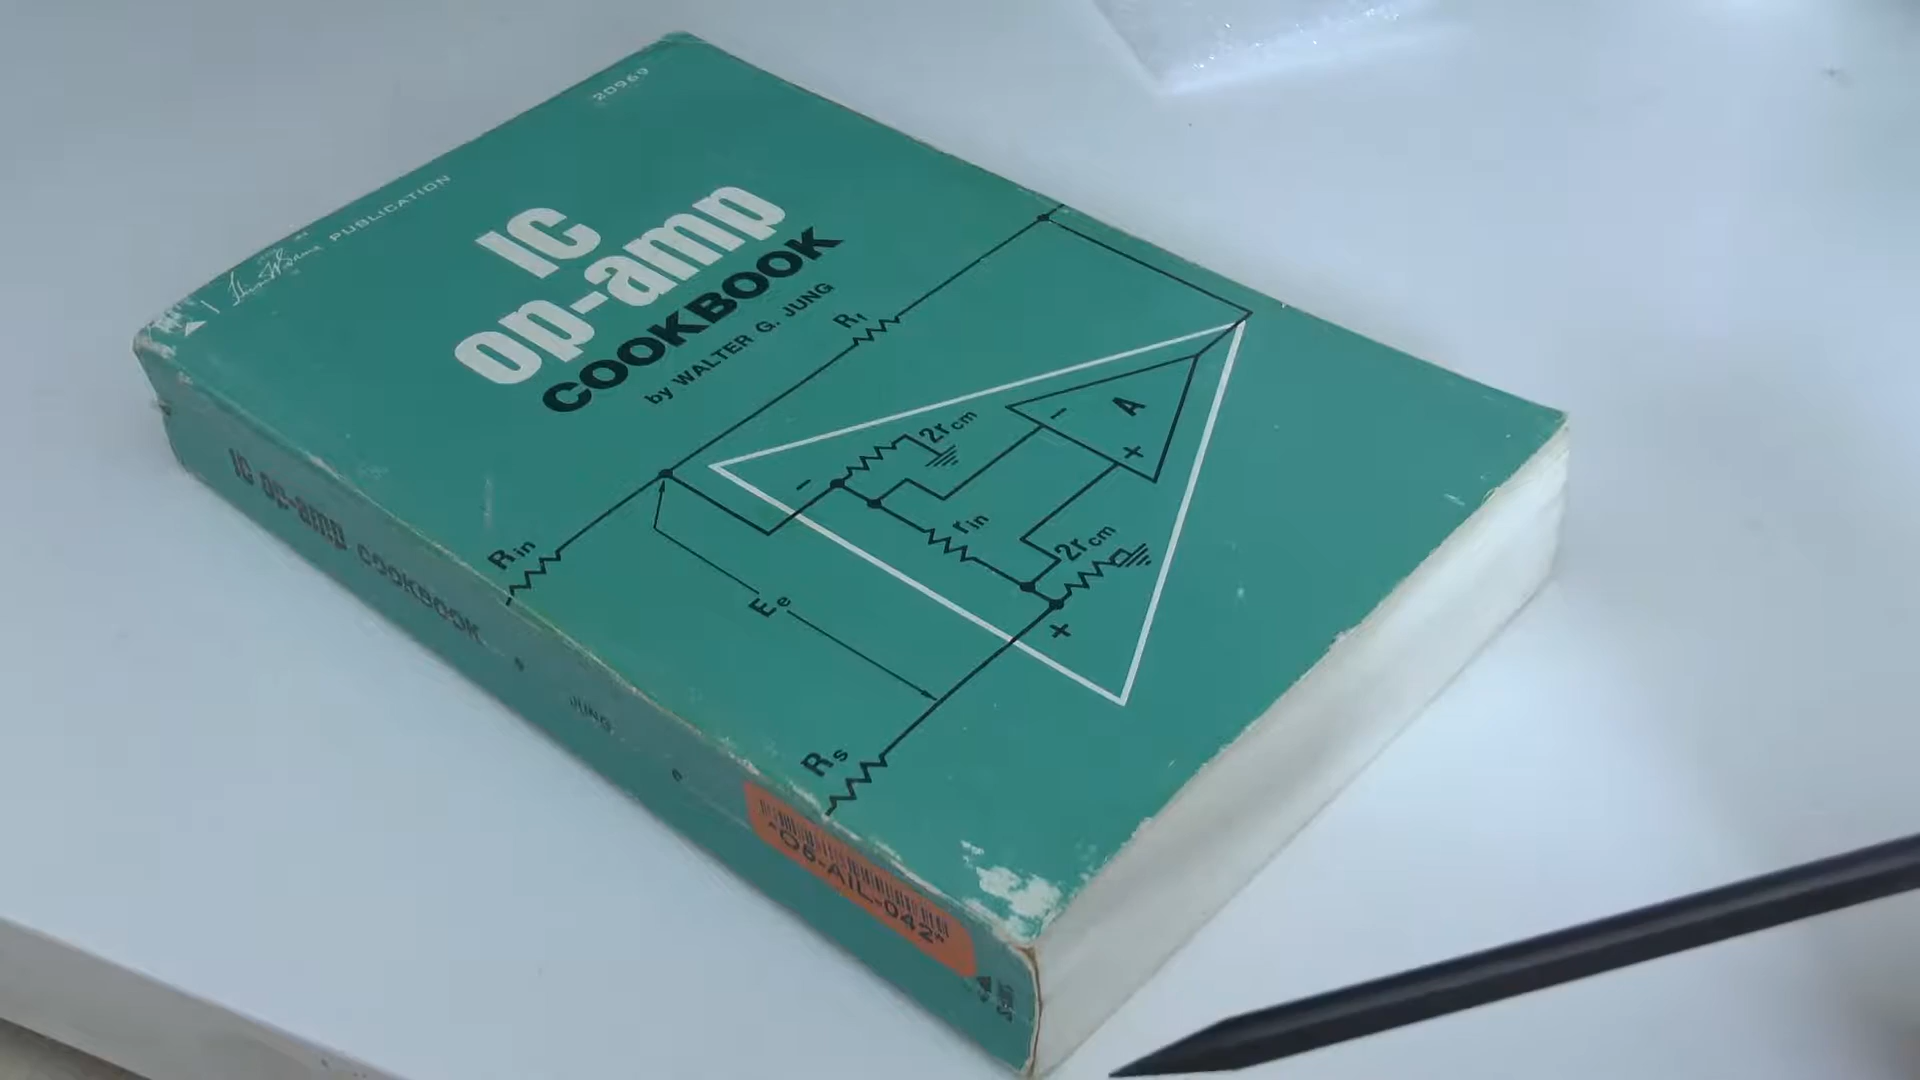 20969
PUBLICATION
IC
op-amp
COOKBOOK
by WALTER G. JUNG
Rf
A
-
+
2rcm
-
rin
2rcm
+
Rin
Ee
Rs
IC op-amp COOKBOOK
JUNG
*06-AIL-042*